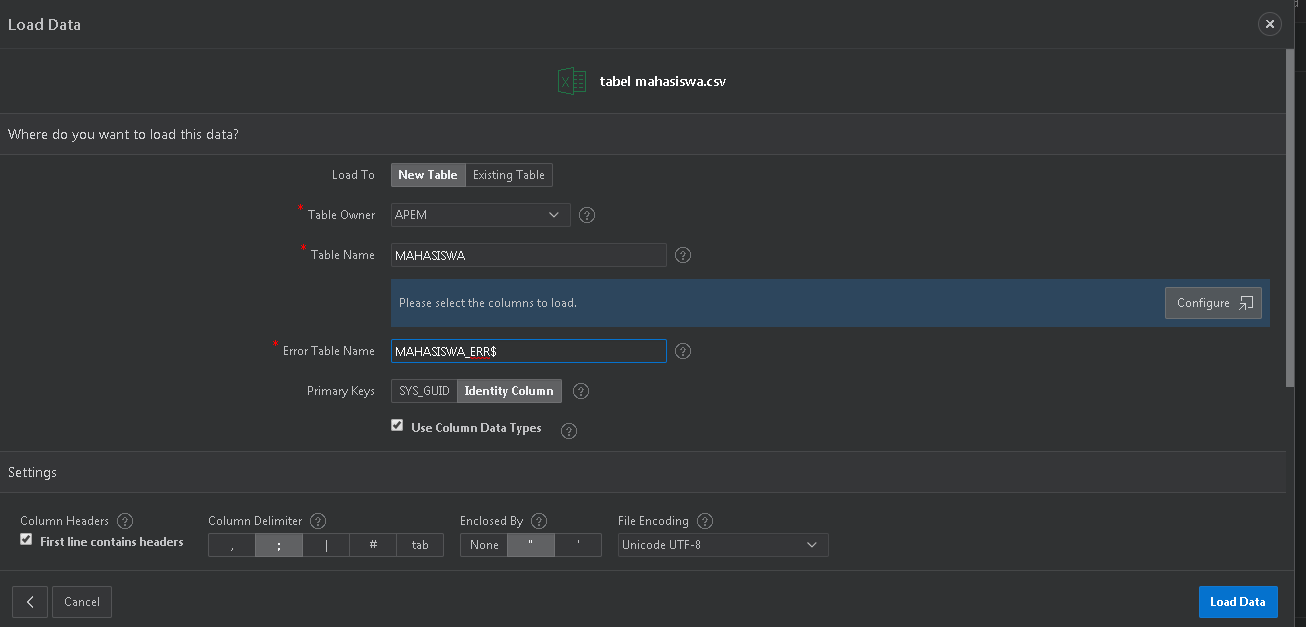 Load Data
tabel mahasiswa.csv
Where do you want to load this data?
Load To New Table Existing Table
* Table Owner APEM ?
* Table Name MAHASISWA ?
Please select the columns to load. Configure
* Error Table Name MAHASISWA_ERR$ ?
Primary Keys SYS_GUID Identity Column ?
Use Column Data Types ?
Settings
Column Headers ? Column Delimiter ? Enclosed By ? File Encoding ?
First line contains headers , ; | # tab None " ' Unicode UTF-8
Cancel Load Data